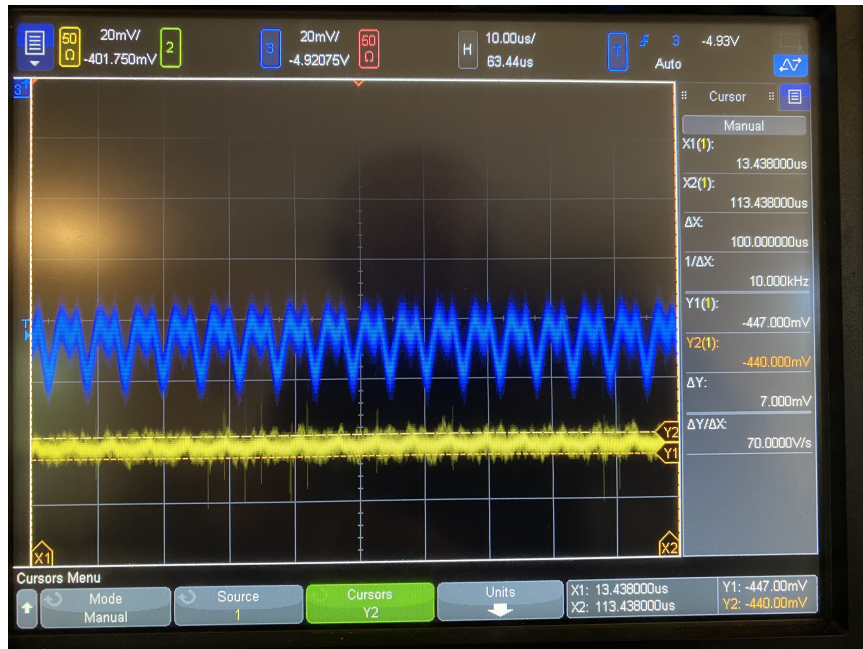 50 Ω 20mV/ -401.750mV 2 3 20mV/ -4.92075V 50 Ω H 10.00us/ 63.44us T 3 -4.93V Auto
3
Cursor
Manual
X1(1):
13.438000us
X2(1):
113.438000us
ΔX:
100.000000us
1/ΔX:
10.000kHz
Y1(1):
-447.000mV
Y2(1):
-440.000mV
ΔY:
7.000mV
ΔY/ΔX:
70.0000V/s
T
Y2
Y1
X1 X2
Cursors Menu
Mode
Manual
Source
1
Cursors
Y2
Units
X1: 13.438000us
X2: 113.438000us
Y1: -447.00mV
Y2: -440.00mV